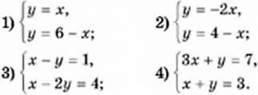 1) { y = x,
y = 6 – x;
2) { y = –2x,
y = 4 – x;
3) { x – y = 1,
x – 2y = 4;
4) { 3x + y = 7,
x + y = 3.